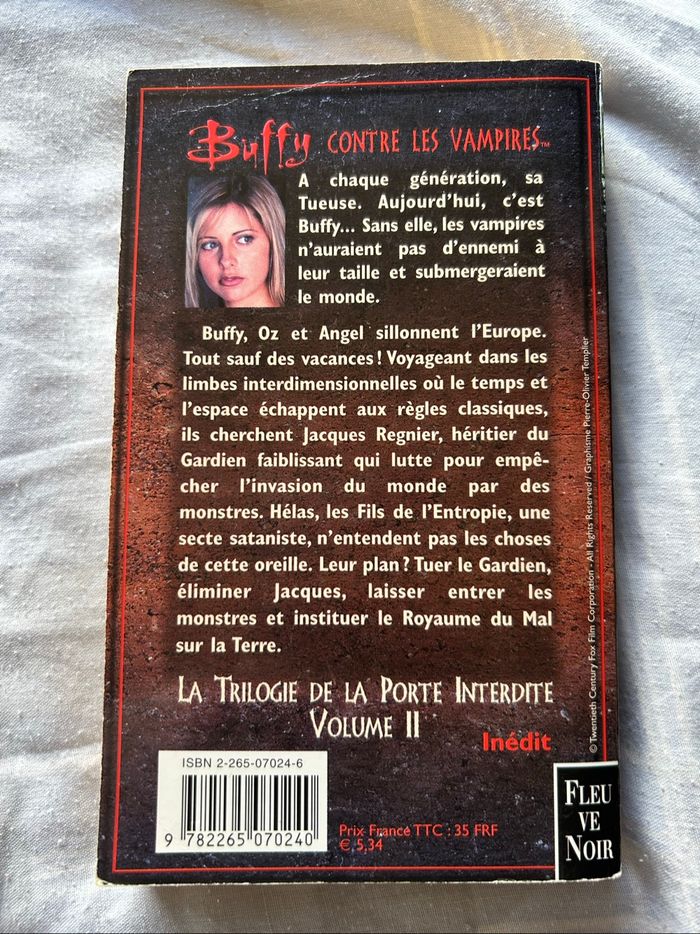 Buffy CONTRE LES VAMPIRES™
A chaque génération, sa
Tueuse. Aujourd'hui, c'est
Buffy... Sans elle, les vampires
n'auraient pas d'ennemi à
leur taille et submergeraient
le monde.
Buffy, Oz et Angel sillonnent l'Europe.
Tout sauf des vacances ! Voyageant dans les
limbes interdimensionnelles où le temps et
l'espace échappent aux règles classiques,
ils cherchent Jacques Regnier, héritier du
Gardien faiblissant qui lutte pour empê-
cher l'invasion du monde par des
monstres. Hélas, les Fils de l'Entropie, une
secte sataniste, n'entendent pas les choses
de cette oreille. Leur plan ? Tuer le Gardien,
éliminer Jacques, laisser entrer les
monstres et instituer le Royaume du Mal
sur la Terre.
LA TRILOGIE DE LA PORTE INTERDITE
VOLUME II
Inédit
ISBN 2-265-07024-6
9 782265 070240
Prix France TTC : 35 FRF
€ 5,34
FLEU
VE
NOIR
© Twentieth Century Fox Film Corporation - All Rights Reserved / Graphisme Pierre-Olivier Templier